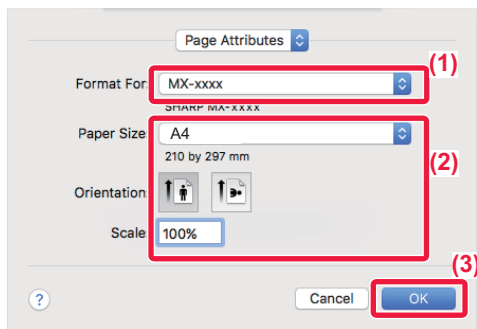 Page Attributes
(1)
Format For: MX-xxxx
SHARP MX-xxxx
Paper Size: A4
210 by 297 mm
(2)
Orientation:
Scale: 100%
(3)
? Cancel OK